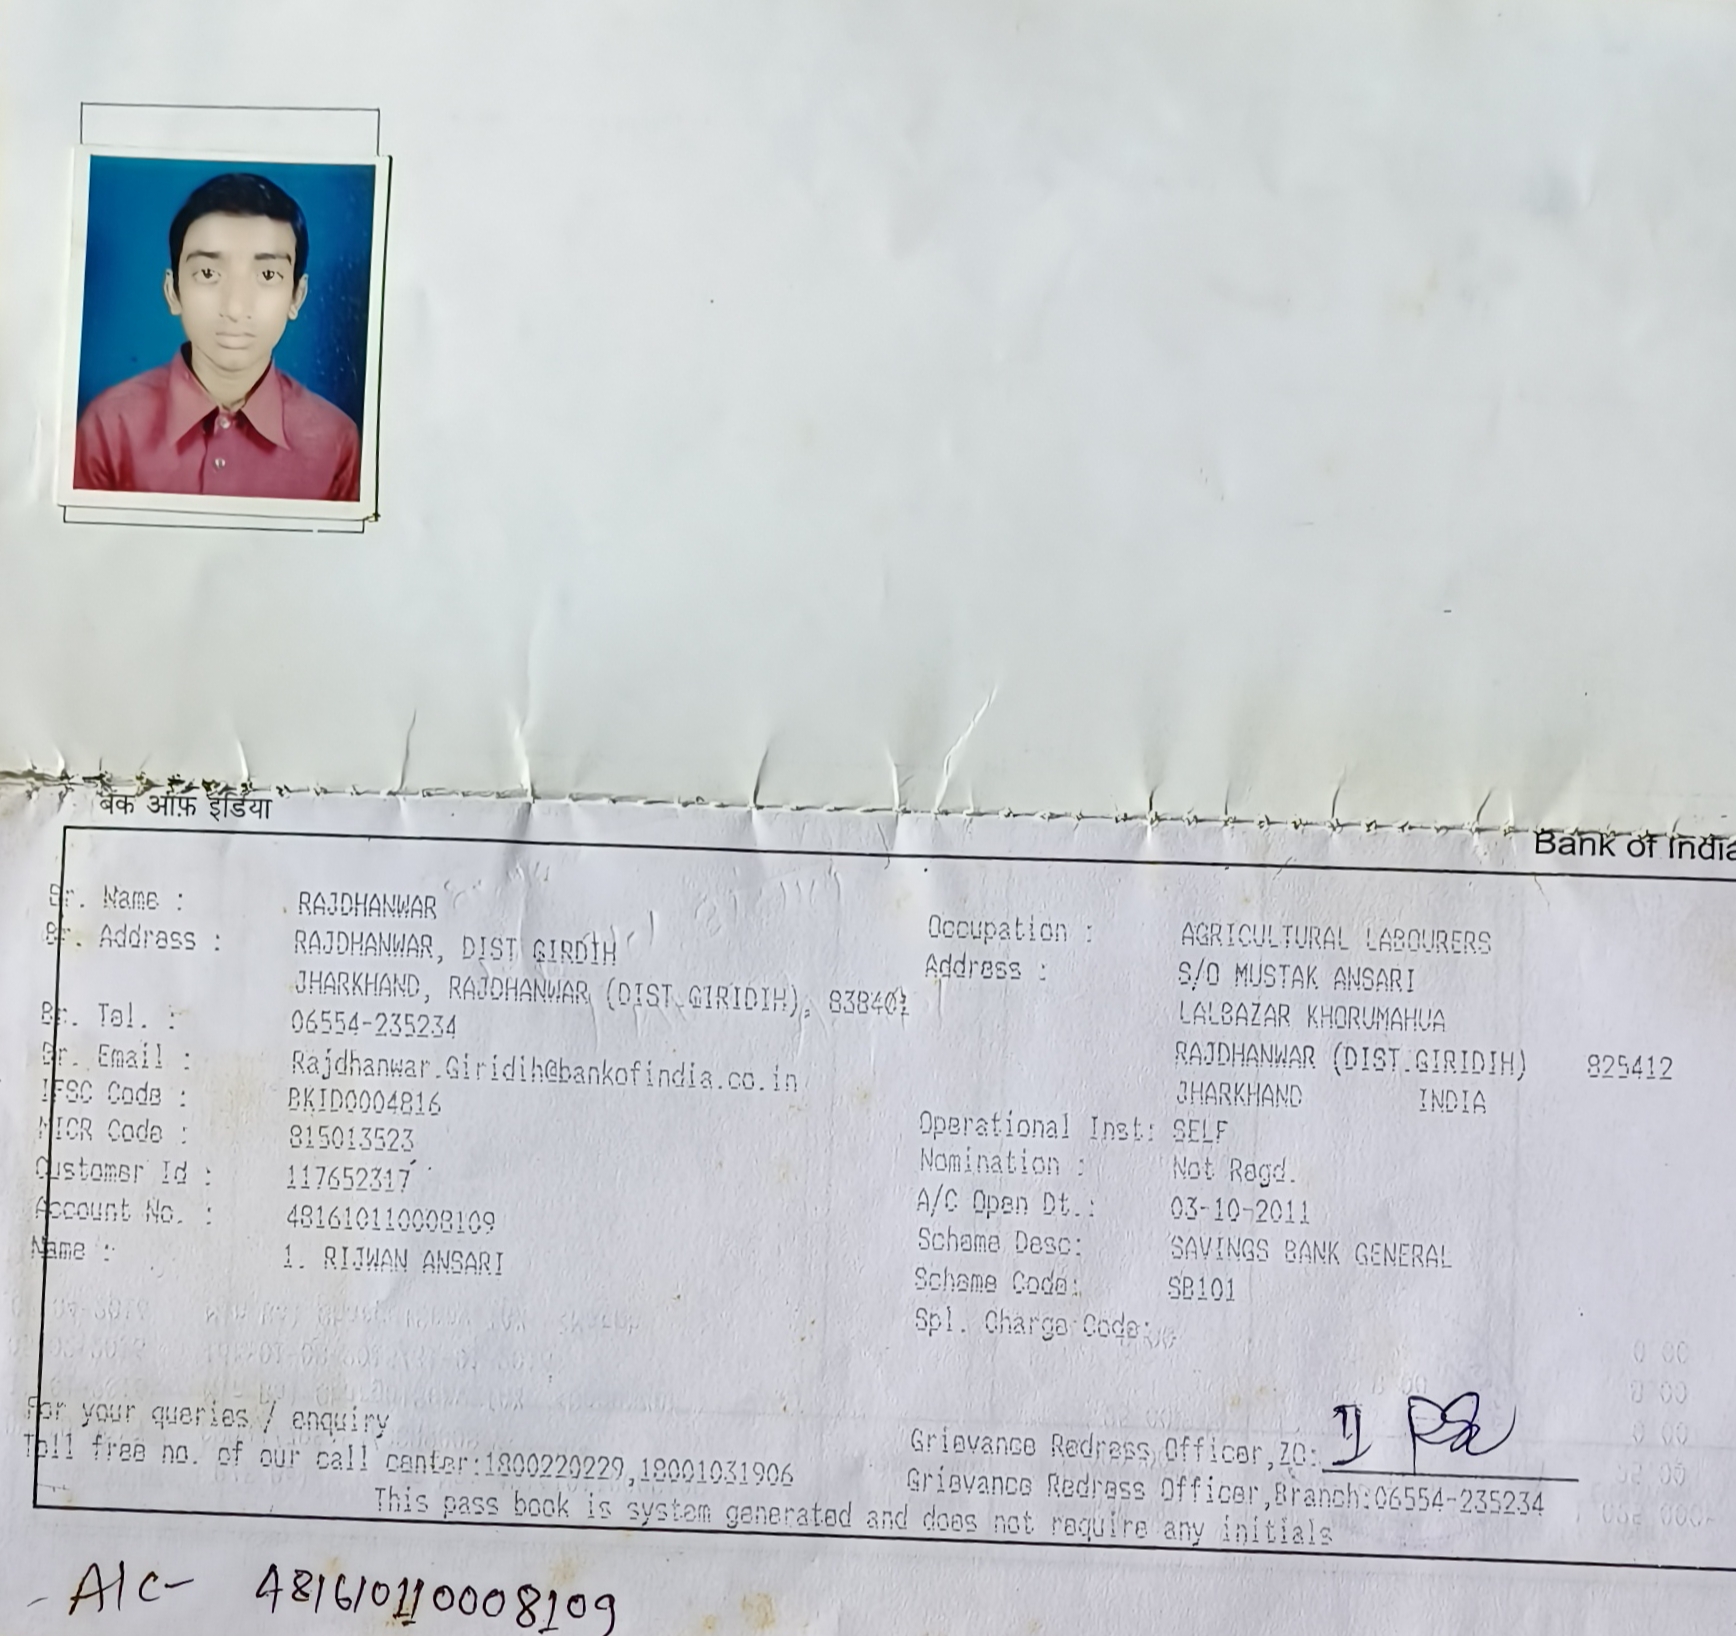 बैंक ऑफ़ इंडिया
Bank of India
Br. Name : RAJDHANWAR
Br. Address : RAJDHANWAR, DIST GIRDIH
JHARKHAND, RAJDHANWAR (DIST.GIRIDIH), 838401
Br. Tel. : 06554-235234
Br. Email : Rajdhanwar.Giridih@bankofindia.co.in
IFSC Code : BKID0004816
MICR Code : 815013523
Customer Id : 117652317
Account No. : 481610110008109
Name : 1. RIJWAN ANSARI
Occupation : AGRICULTURAL LABOURERS
Address : S/O MUSTAK ANSARI
LALBAZAR KHORUMAHUA
RAJDHANWAR (DIST.GIRIDIH) 825412
JHARKHAND INDIA
Operational Inst: SELF
Nomination : Not Regd.
A/C Open Dt.: 03-10-2011
Scheme Desc: SAVINGS BANK GENERAL
Scheme Code: SB101
Spl. Charge Code:
For your queries / enquiry
Toll free no. of our call center:1800220229,18001031906
Grievance Redress Officer,ZO:
Grievance Redress Officer,Branch:06554-235234
This pass book is system generated and does not require any initials
A/C- 481610110008109